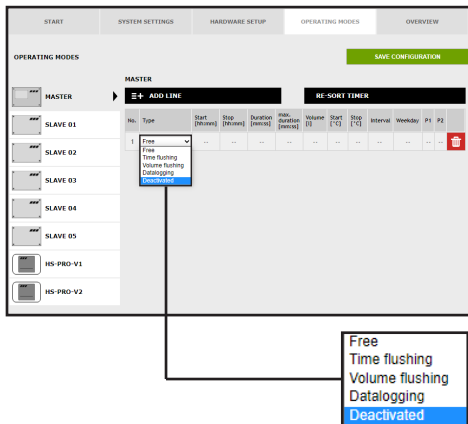 START SYSTEM SETTINGS HARDWARE SETUP OPERATING MODES OVERVIEW
OPERATING MODES
SAVE CONFIGURATION
MASTER
MASTER
ADD LINE
RE-SORT TIMER
No. Type Start [hh:mm] Stop [hh:mm] Duration [mm:ss] max. duration [mm:ss] Volume [l] Start [°C] Stop [°C] Interval Weekday P1 P2
1 Free -- -- -- -- -- -- -- -- -- -- --
Free
Time flushing
Volume flushing
Datalogging
Deactivated
SLAVE 01
SLAVE 02
SLAVE 03
SLAVE 04
SLAVE 05
HS-PRO-V1
HS-PRO-V2
Free
Time flushing
Volume flushing
Datalogging
Deactivated